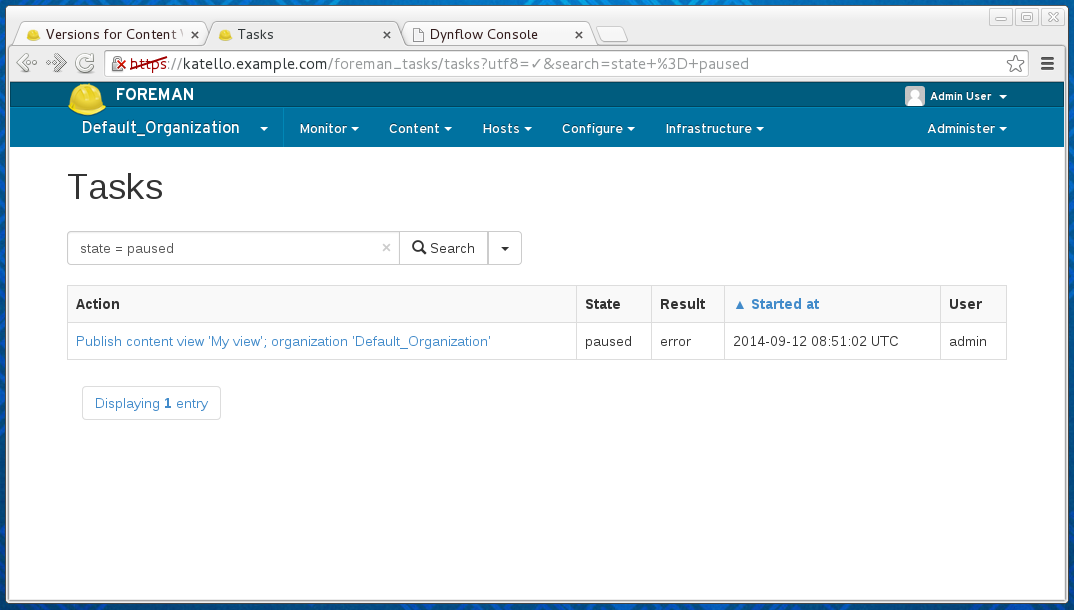 Versions for Content
Tasks
Dynflow Console
https://katello.example.com/foreman_tasks/tasks?utf8=✓&search=state+%3D+paused
FOREMAN
Admin User
Default_Organization
Monitor
Content
Hosts
Configure
Infrastructure
Administer
Tasks
state = paused
Search
Action State Result ▲ Started at User
Publish content view 'My view'; organization 'Default_Organization' paused error 2014-09-12 08:51:02 UTC admin
Displaying 1 entry